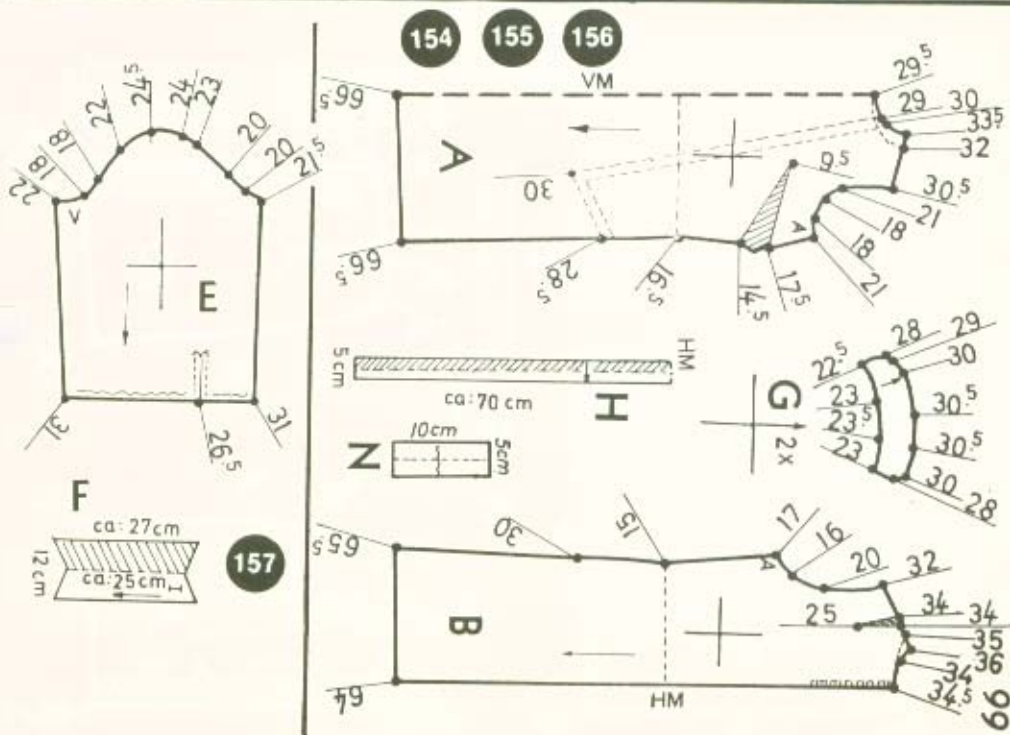 154 155 156
VM
66.5
29.5
29
30
33.5
32
A
30
9.5
30.5
21
18
A
18
21
66.5
28.5
16.5
14.5
17.5
24.5
24
23
22
20
18
20
18
21.5
22
V
E
31
26.5
31
F
ca: 27cm
12 cm
ca: 25cm I
157
5 cm
HM
ca: 70 cm
H
10cm
5cm
N
28
29
22.5
30
G
23
23.5
30.5
2x
30.5
23
30
28
65.5
30
15
17
16
A
20
32
25
34
34
35
36
34
34.5
B
64
HM
99